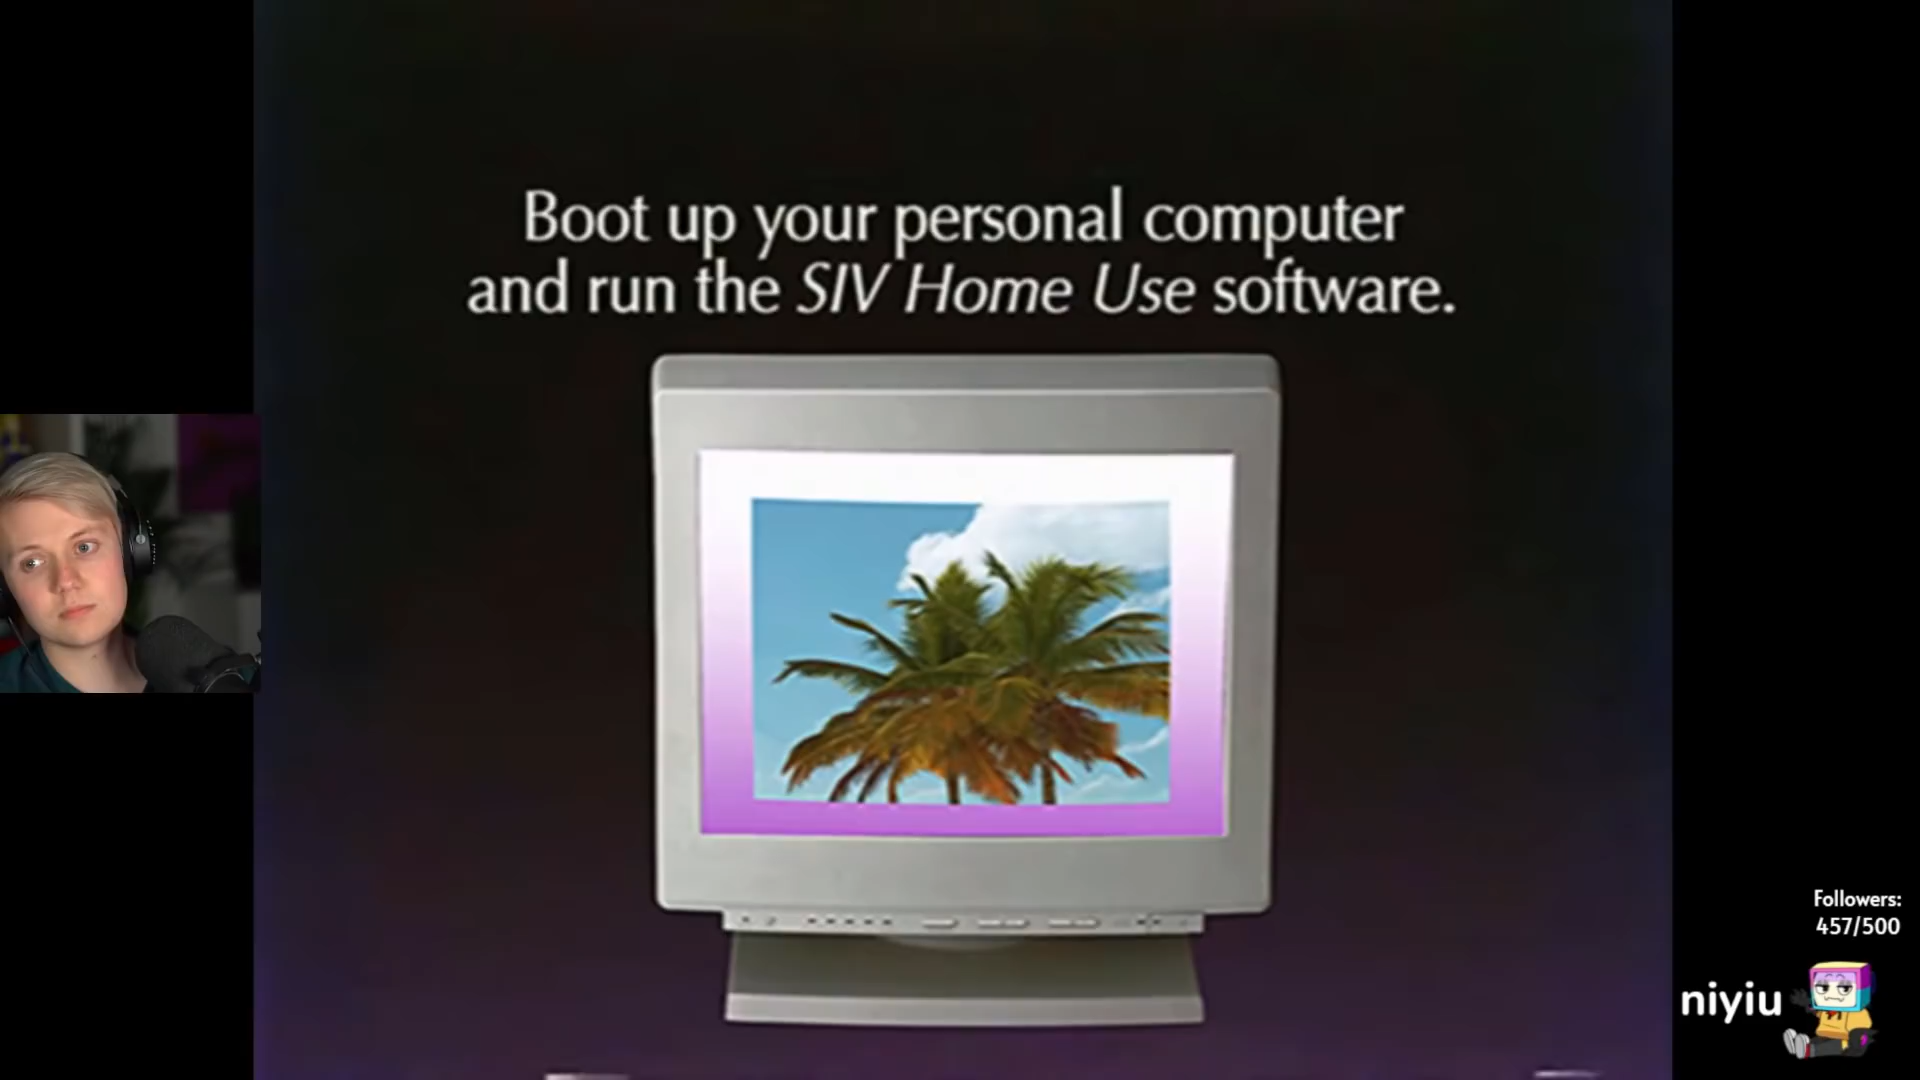 Boot up your personal computer
and run the SIV Home Use software.
Followers:
457/500
niyiu